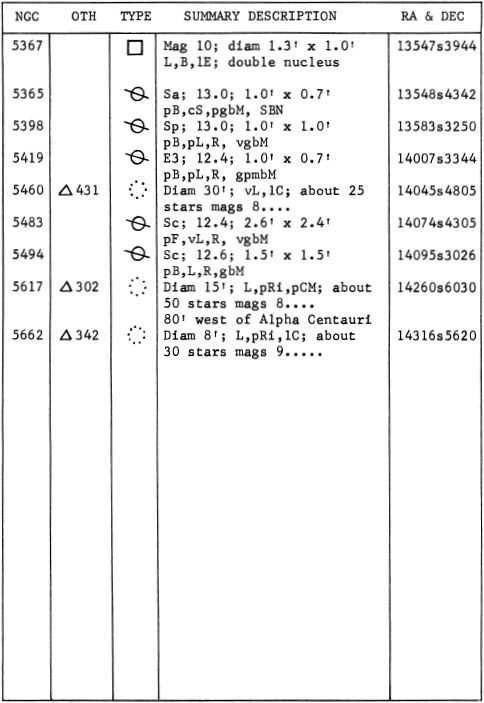 NGC OTH TYPE SUMMARY DESCRIPTION RA & DEC
5367 Mag 10; diam 1.3' x 1.0' 13547s3944
L,B,lE; double nucleus
5365 Sa; 13.0; 1.0' x 0.7' 13548s4342
pB,cS,pgbM, SBN
5398 Sp; 13.0; 1.0' x 1.0' 13583s3250
pB,pL,R, vgbM
5419 E3; 12.4; 1.0' x 0.7' 14007s3344
pB,pL,R, gpmbM
5460 Δ431 Diam 30'; vL,lC; about 25 14045s4805
stars mags 8....
5483 Sc; 12.4; 2.6' x 2.4' 14074s4305
pF,vL,R, vgbM
5494 Sc; 12.6; 1.5' x 1.5' 14095s3026
pB,L,R,gbM
5617 Δ302 Diam 15'; L,pRi,pCM; about 14260s6030
50 stars mags 8....
80' west of Alpha Centauri
5662 Δ342 Diam 8'; L,pRi,lC; about 14316s5620
30 stars mags 9.....